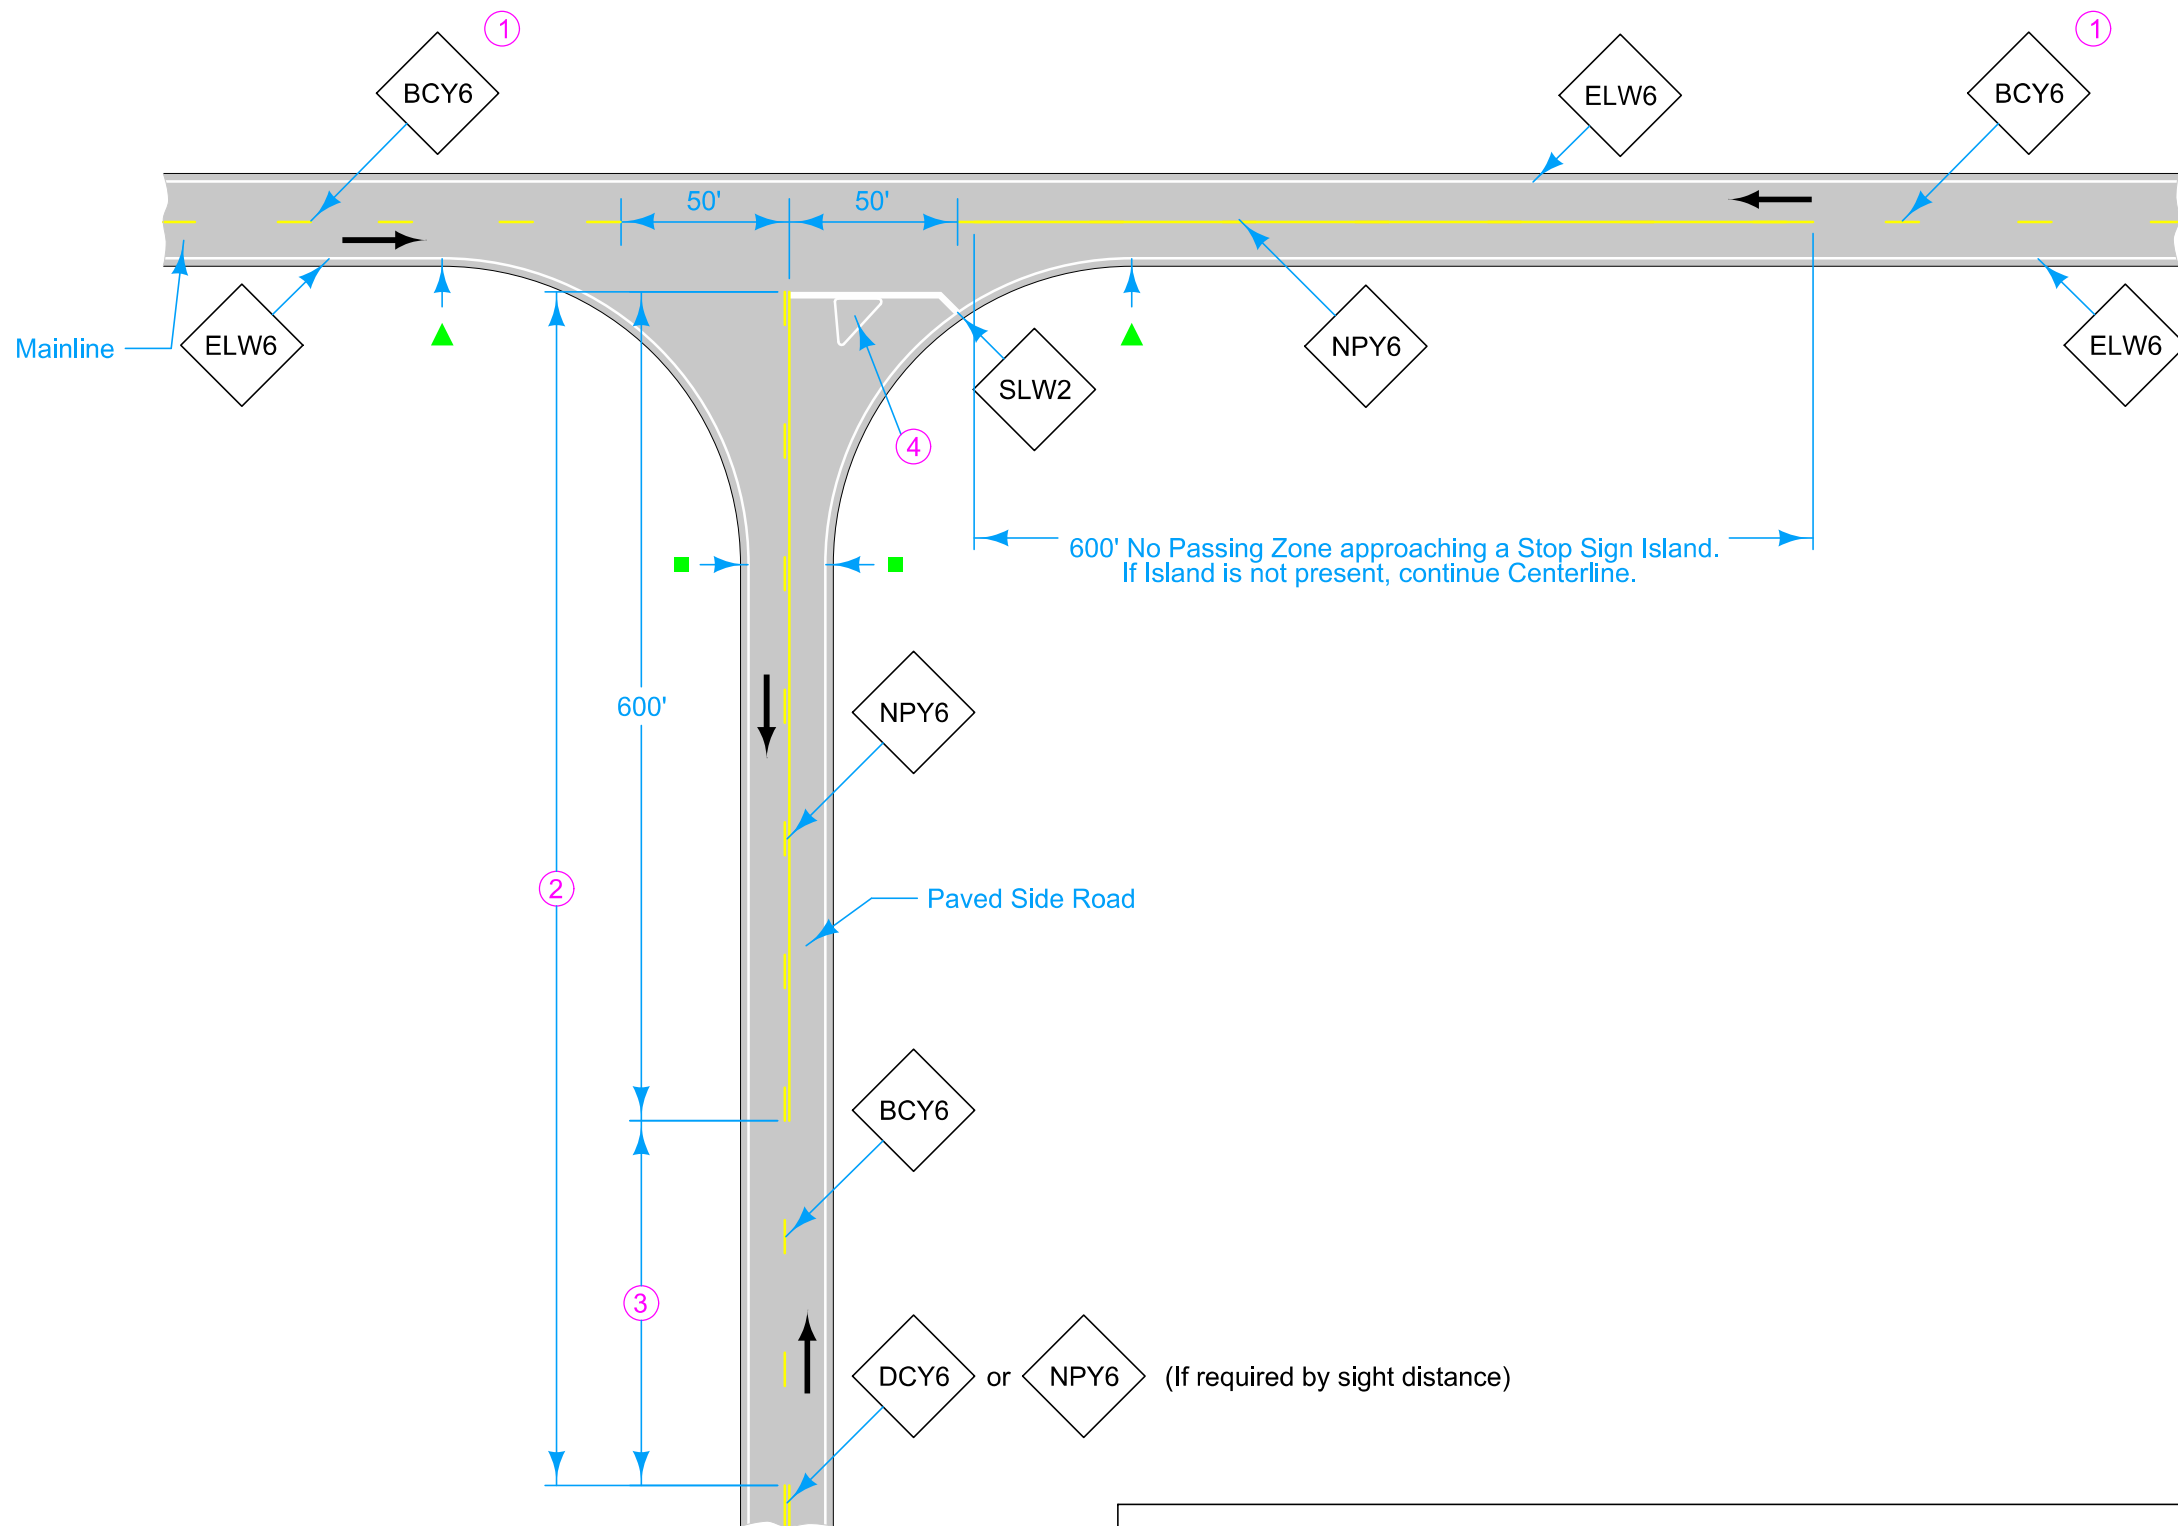 1
1
BCY6
ELW6
BCY6
50'
50'
Mainline
ELW6
NPY6
ELW6
SLW2
4
600' No Passing Zone approaching a Stop Sign Island.
If Island is not present, continue Centerline.
600'
NPY6
2
Paved Side Road
BCY6
3
DCY6 or NPY6 (If required by sight distance)